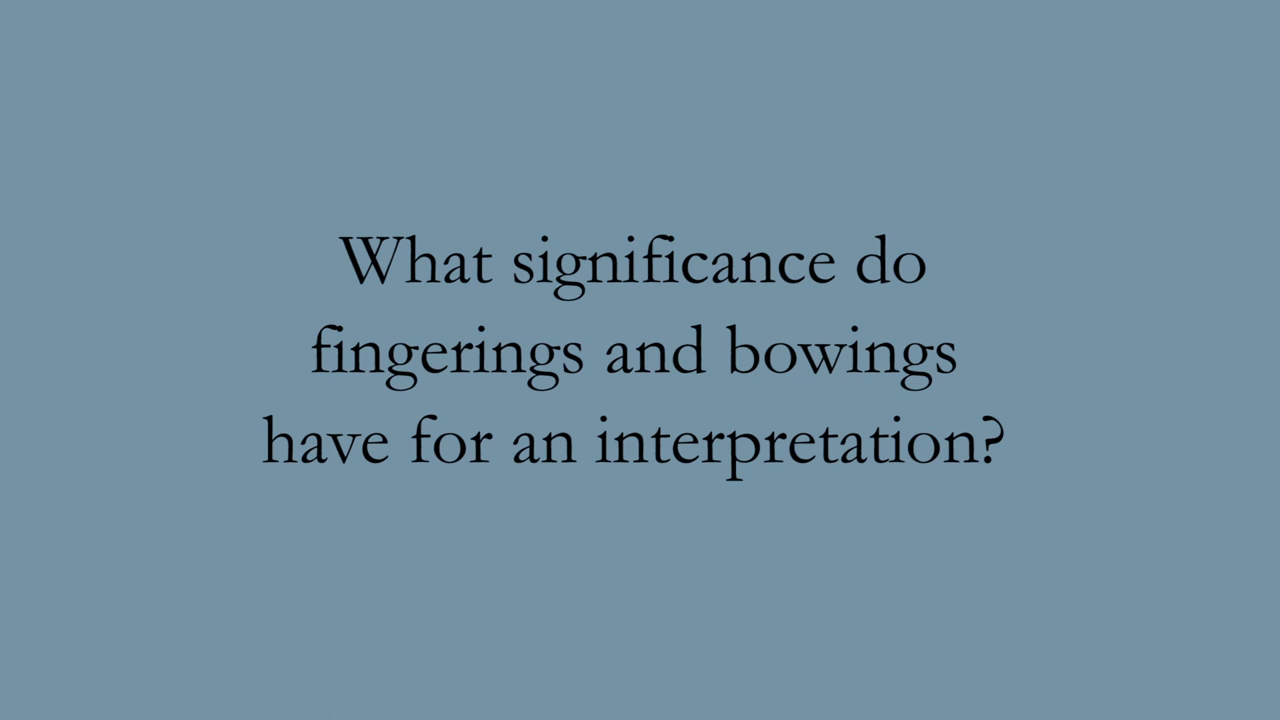 What significance do
fingerings and bowings
have for an interpretation?